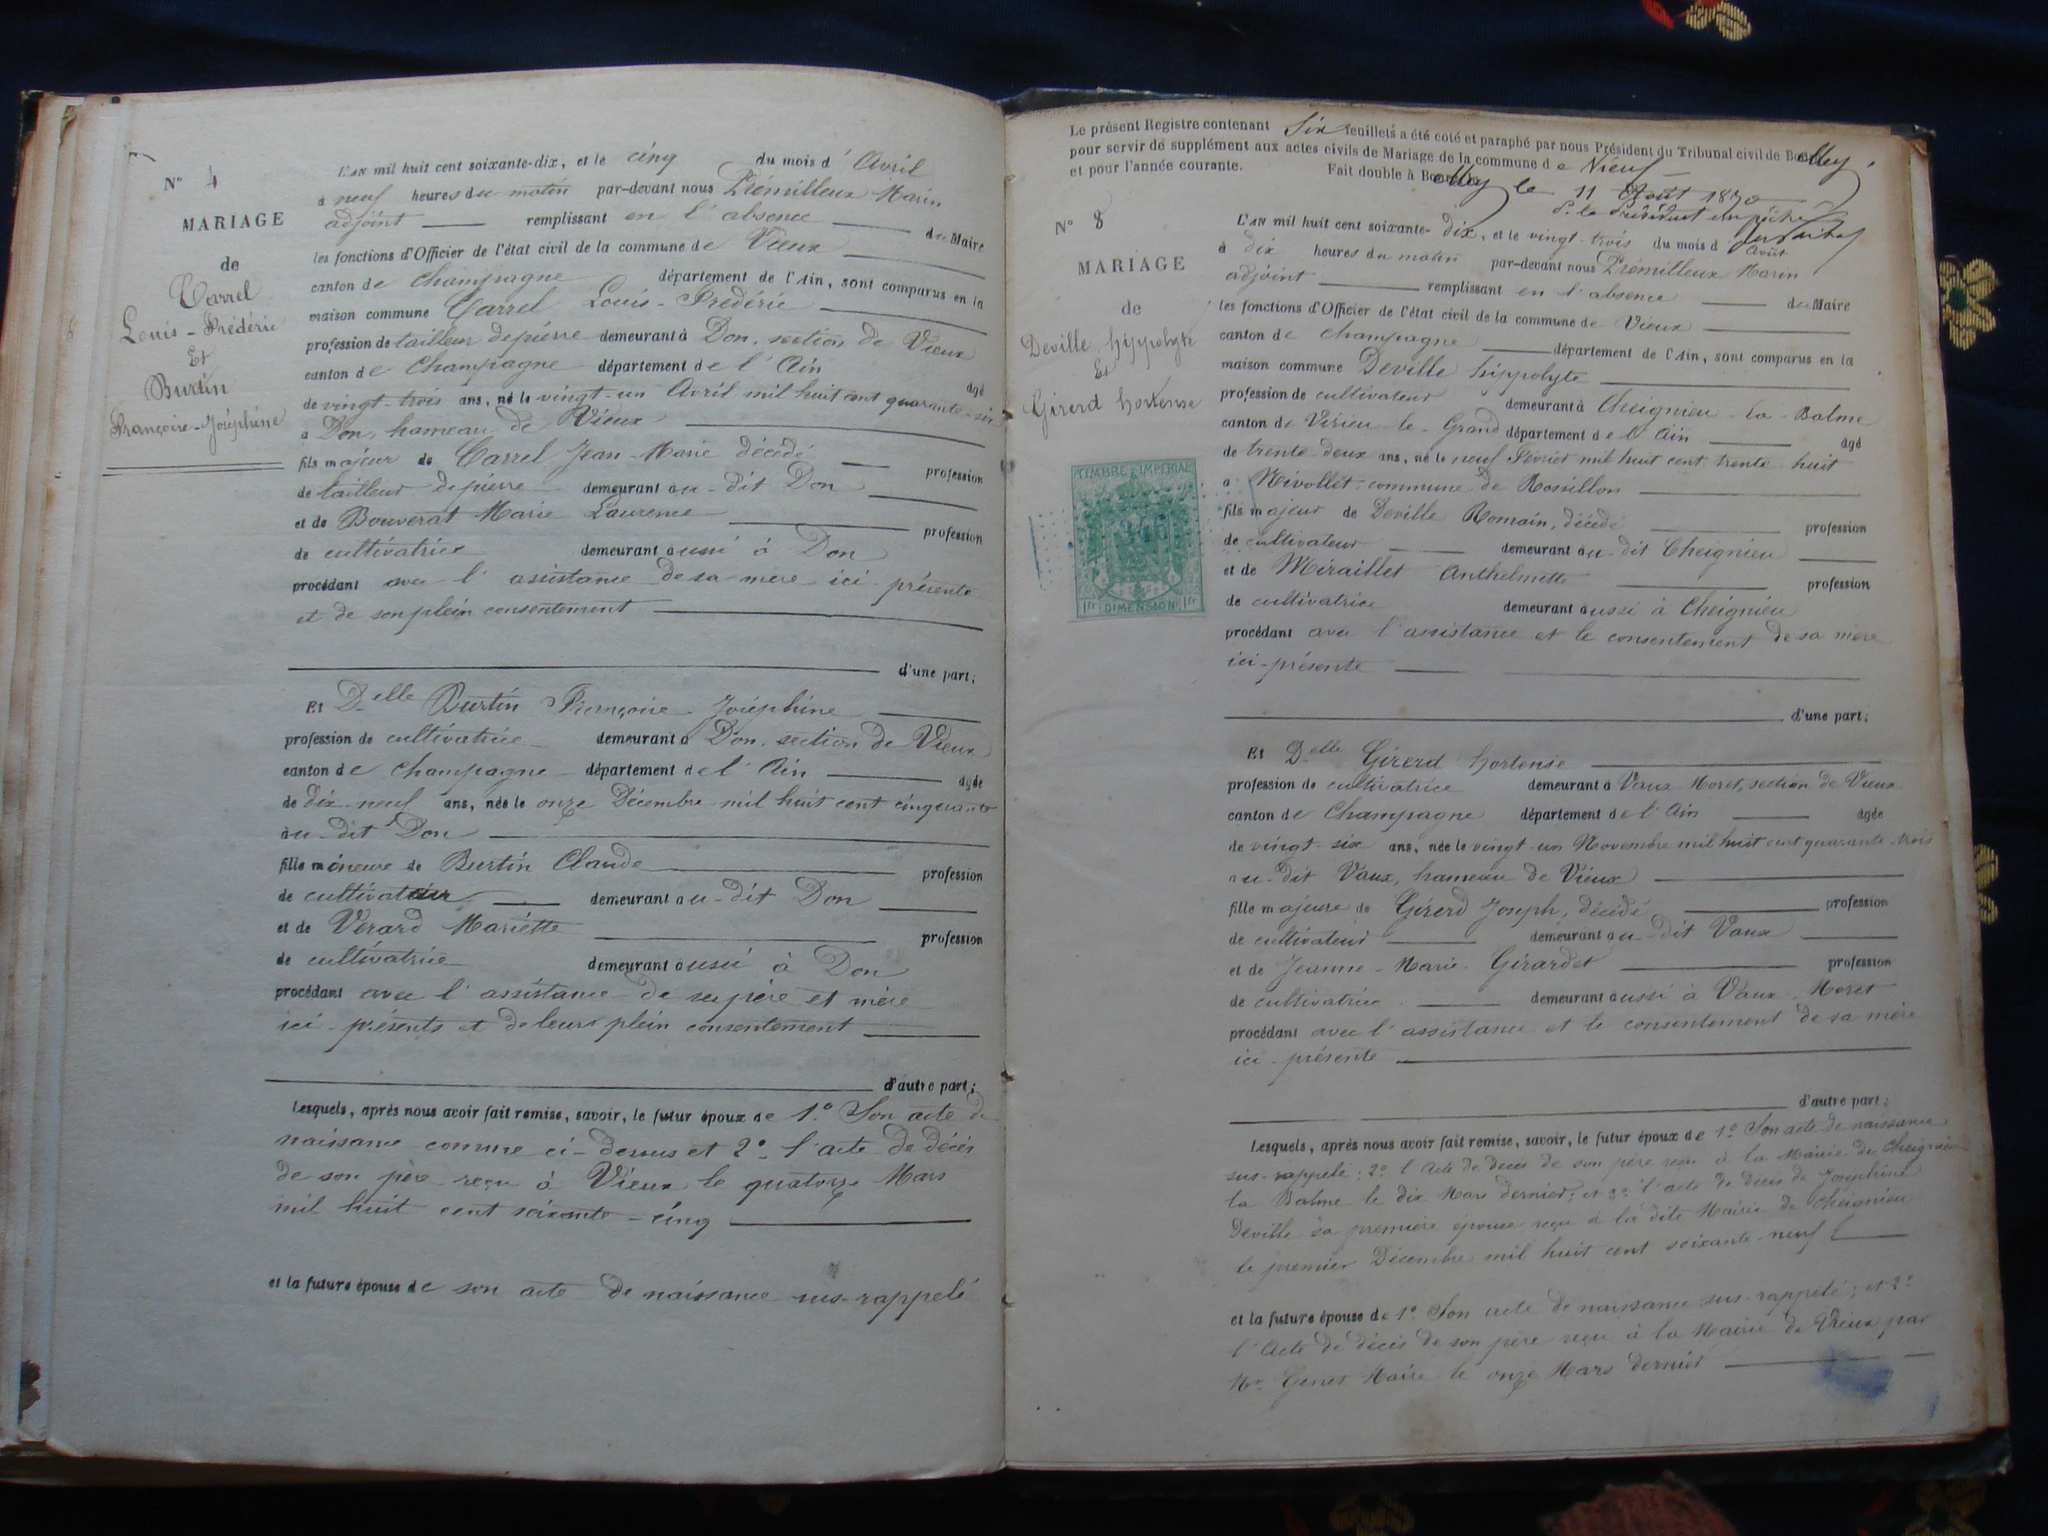 N° 4
MARIAGE
de
Carrel
Louis-Frédéric
Et
Burtin
Françoise-Joséphine
L'AN mil huit cent soixante-dix, et le cinq du mois d'Avril
à neuf heures du matin par-devant nous Prémilleux Marin
adjoint remplissant en l'absence du Maire
les fonctions d'Officier de l'état civil de la commune de Vieux
canton de Champagne département de l'Ain, sont comparus en la
maison commune Carrel Louis-Frédéric
profession de tailleur de pierre demeurant à Don, section de Vieux
canton de Champagne département de l'Ain
âgé
de vingt-trois ans, né le vingt-un Avril mil huit cent quarante-six
à Don, hameau de Vieux
fils majeur de Carrel Jean-Marie décédé profession
de tailleur de pierre demeurant au-dit Don
et de Bouverat Marie Laurence profession
de cultivatrice demeurant aussi à Don
procédant avec l'assistance de sa mère ici-présente
et de son plein consentement
d'une part;
Et Delle Burtin Françoise Joséphine
profession de cultivatrice demeurant à Don, section de Vieux
canton de Champagne département de l'Ain âgée
de dix-neuf ans, née le onze Décembre mil huit cent cinquante
au-dit Don
fille mineure de Burtin Claude profession
de cultivateur demeurant au-dit Don
et de Vérard Mariette profession
de cultivatrice demeurant aussi à Don
procédant avec l'assistance de ses père et mère
ici-présents et de leurs plein consentement
d'autre part;
Lesquels, après nous avoir fait remise, savoir, le futur époux de 1° Son acte de
naissance comme ci-dessus et 2° l'acte de décès
de son père reçu à Vieux le quatorze Mars
mil huit cent soixante-cinq
et la future épouse de son acte de naissance sus-rappelé
Le présent Registre contenant Six feuillets a été coté et paraphé par nous Président du Tribunal civil de Belley,
pour servir de supplément aux actes civils de Mariage de la commune de Vieux
et pour l'année courante. Fait double à Belley le 11 Août 1870
P. le Président empêché
N° 8
MARIAGE
de
Deville hippolyte
Et
Girerd hortense
TIMBRE IMPERIAL
1fr DIMENSION 1fr
L'AN mil huit cent soixante-dix, et le vingt-trois du mois d'Août
à dix heures du matin par-devant nous Prémilleux Marin
adjoint remplissant en l'absence du Maire
les fonctions d'Officier de l'état civil de la commune de Vieux
canton de Champagne département de l'Ain, sont comparus en la
maison commune Deville hippolyte
profession de cultivateur demeurant à Cheignieu-la-Balme
canton de Virieu-le-Grand département de l'Ain âgé
de trente-deux ans, né le neuf Février mil huit cent trente-huit
à Nivollet-commune de Rossillon
fils majeur de Deville Romain, décédé profession
de cultivateur demeurant au-dit Cheignieu
et de Miraillet Anthelmette profession
de cultivatrice demeurant aussi à Cheignieu
procédant avec l'assistance et le consentement de sa mère
ici-présente
d'une part;
Et Delle Girerd hortense
profession de cultivatrice demeurant à Vaux Moret, section de Vieux
canton de Champagne département de l'Ain âgée
de vingt-six ans, née le vingt-un Novembre mil huit cent quarante-trois
au-dit Vaux, hameau de Vieux
fille majeure de Girerd Joseph, décédé profession
de cultivateur demeurant au-dit Vaux
et de Jeanne-Marie Girardet profession
de cultivatrice demeurant aussi à Vaux Moret
procédant avec l'assistance et le consentement de sa mère
ici-présente
d'autre part;
Lesquels, après nous avoir fait remise, savoir, le futur époux de 1° Son acte de naissance
sus-rappelé; 2° l'acte de décès de son père reçu à la Mairie de Cheignieu
la Balme le dix Mars dernier; et 3° l'acte de décès de Joséphine
Deville sa première épouse reçu à la dite Mairie de Cheignieu
le premier Décembre mil huit cent soixante-neuf
et la future épouse de 1° Son acte de naissance sus-rappelé; et 2°
l'Acte de décès de son père reçu à la Mairie de Vieux par
Mr Genet Maire le onze Mars dernier